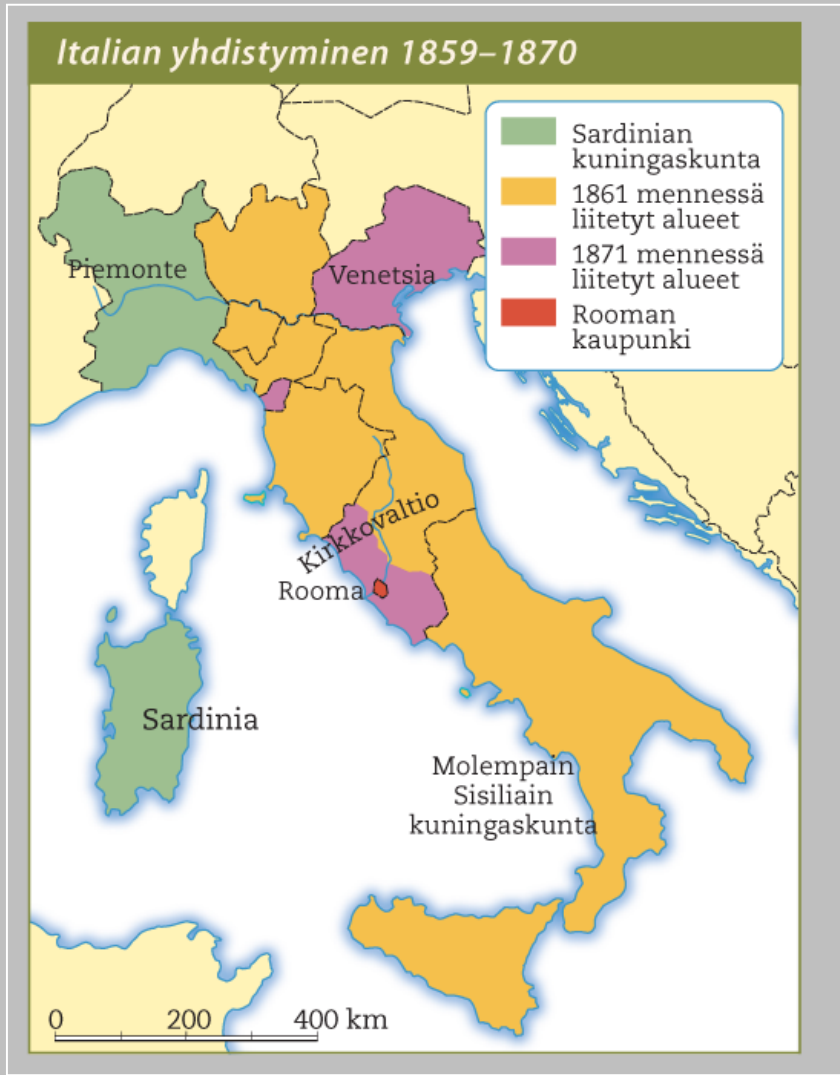 Italian yhdistyminen 1859–1870
Sardinian
kuningaskunta
1861 mennessä
liitetyt alueet
1871 mennessä
liitetyt alueet
Rooman
kaupunki
Piemonte
Venetsia
Kirkkovaltio
Rooma
Sardinia
Molempain
Sisiliain
kuningaskunta
0 200 400 km